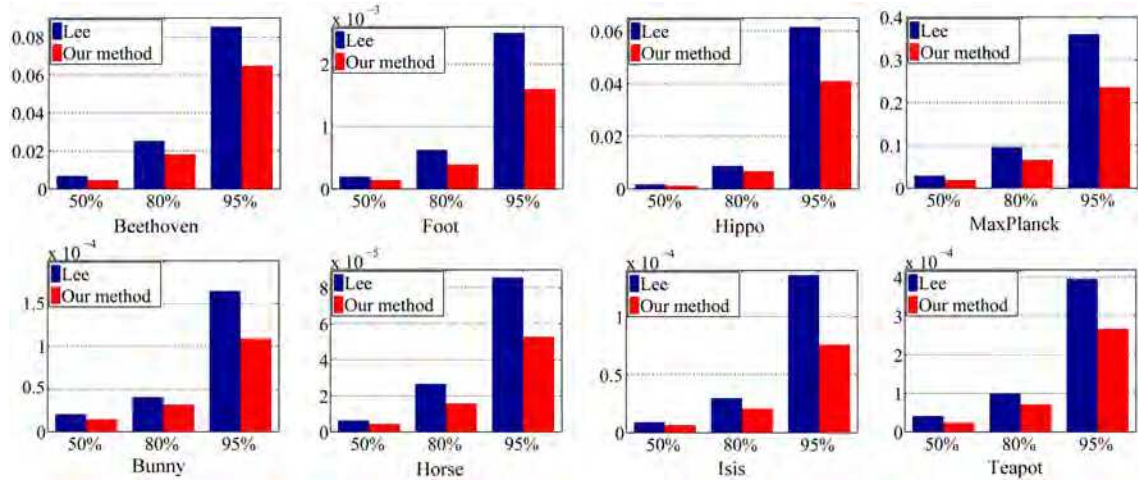 Lee
Our method
0.08
0.06
0.04
0.02
0
50% 80% 95%
Beethoven
x 10⁻³
Lee
Our method
2
1
0
50% 80% 95%
Foot
Lee
Our method
0.06
0.04
0.02
0
50% 80% 95%
Hippo
Lee
Our method
0.4
0.3
0.2
0.1
0
50% 80% 95%
MaxPlanck
x 10⁻⁴
Lee
Our method
1.5
1
0.5
0
50% 80% 95%
Bunny
x 10⁻⁵
Lee
Our method
8
6
4
2
0
50% 80% 95%
Horse
x 10⁻⁴
Lee
Our method
1
0.5
0
50% 80% 95%
Isis
x 10⁻⁴
Lee
Our method
4
3
2
1
0
50% 80% 95%
Teapot